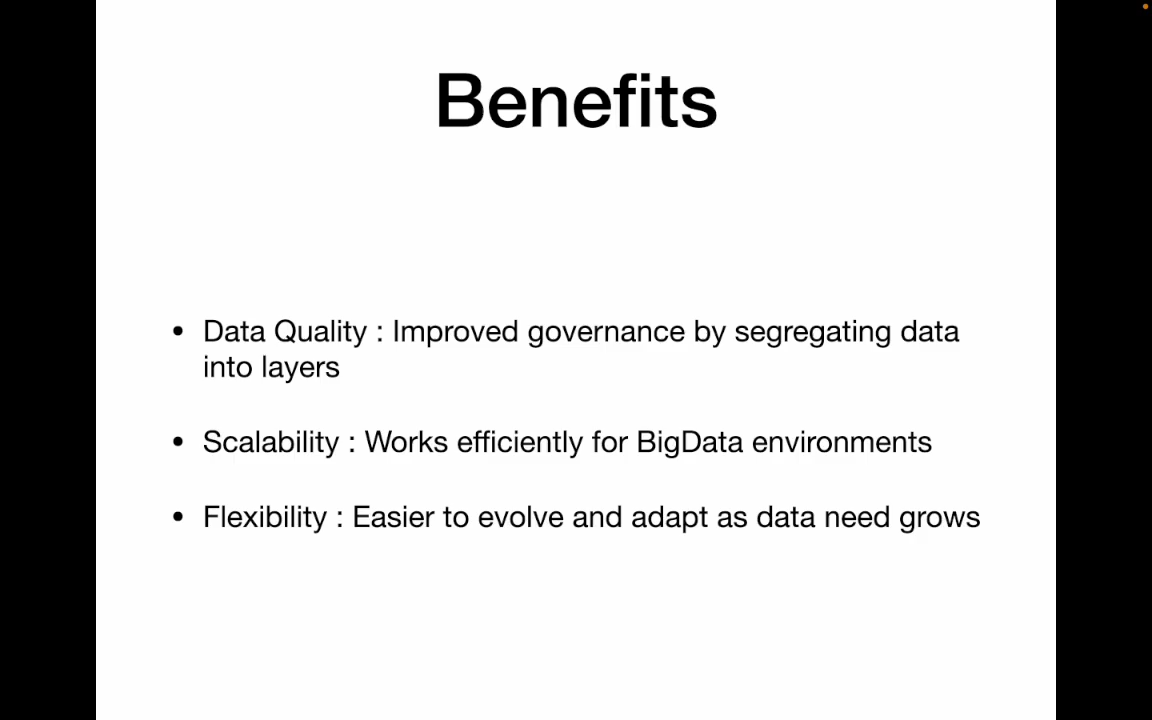 Benefits
• Data Quality : Improved governance by segregating data
into layers
• Scalability : Works efficiently for BigData environments
• Flexibility : Easier to evolve and adapt as data need grows